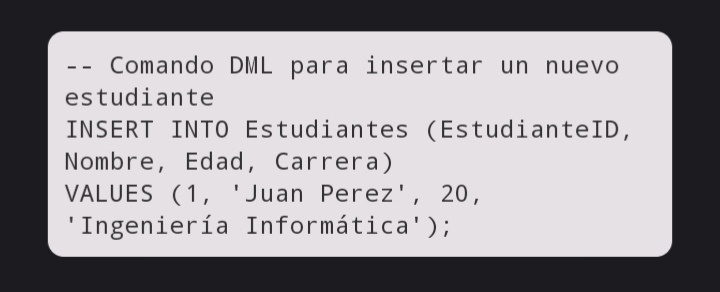 -- Comando DML para insertar un nuevo
estudiante
INSERT INTO Estudiantes (EstudianteID,
Nombre, Edad, Carrera)
VALUES (1, 'Juan Perez', 20,
'Ingeniería Informática');